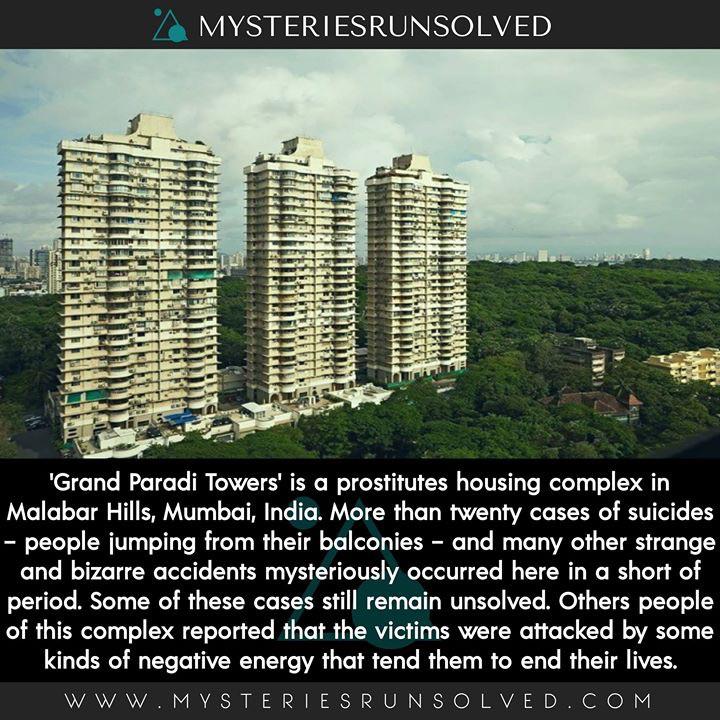 MYSTERIESRUNSOLVED
'Grand Paradi Towers' is a prostitutes housing complex in
Malabar Hills, Mumbai, India. More than twenty cases of suicides
– people jumping from their balconies – and many other strange
and bizarre accidents mysteriously occurred here in a short of
period. Some of these cases still remain unsolved. Others people
of this complex reported that the victims were attacked by some
kinds of negative energy that tend them to end their lives.
WWW.MYSTERIESRUNSOLVED.COM